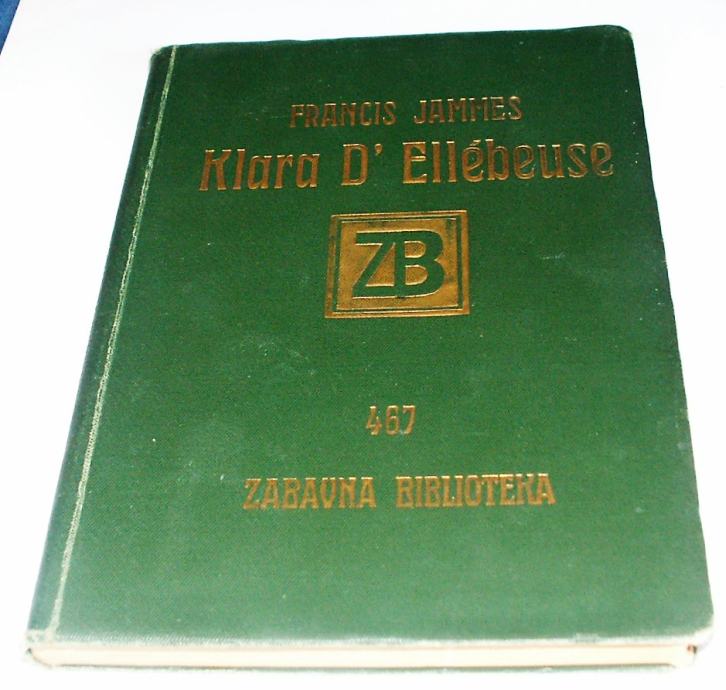 FRANCIS JAMMES
Klara D' Ellébeuse
ZB
467
ZABAVNA BIBLIOTEKA